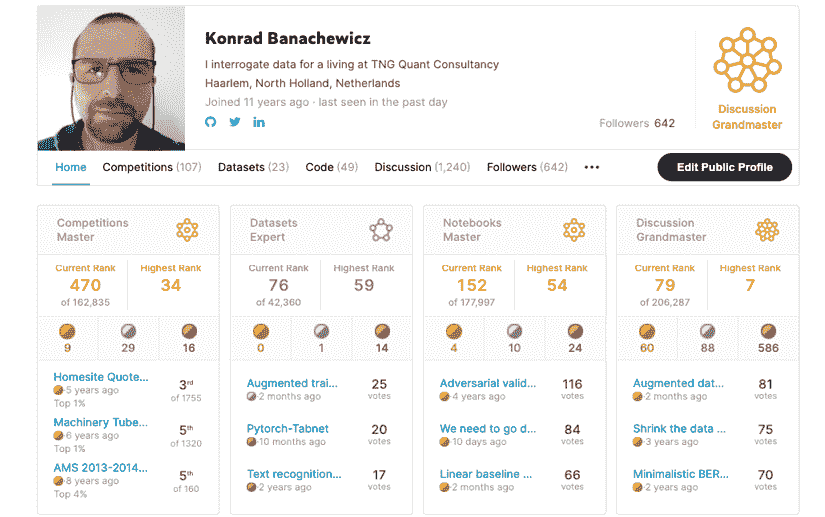 Konrad Banachewicz
I interrogate data for a living at TNG Quant Consultancy
Haarlem, North Holland, Netherlands
Joined 11 years ago · last seen in the past day
Followers 642
Discussion
Grandmaster
Home Competitions (107) Datasets (23) Code (49) Discussion (1,240) Followers (642) ••• Edit Public Profile
Competitions
Master
Current Rank Highest Rank
470 34
of 162,835
9 29 16
Homesite Quote... 3rd
5 years ago of 1755
Top 1%
Machinery Tube... 5th
6 years ago of 1320
Top 1%
AMS 2013-2014... 5th
8 years ago of 160
Top 4%
Datasets
Expert
Current Rank Highest Rank
76 59
of 42,360
0 1 14
Augmented trai... 25
2 months ago votes
Pytorch-Tabnet 20
10 months ago votes
Text recognition... 17
2 years ago votes
Notebooks
Master
Current Rank Highest Rank
152 54
of 177,997
4 10 24
Adversarial valid... 116
4 years ago votes
We need to go d... 84
10 days ago votes
Linear baseline ... 66
2 months ago votes
Discussion
Grandmaster
Current Rank Highest Rank
79 7
of 206,287
60 88 586
Augmented dat... 81
2 months ago votes
Shrink the data ... 75
3 years ago votes
Minimalistic BER... 70
2 years ago votes